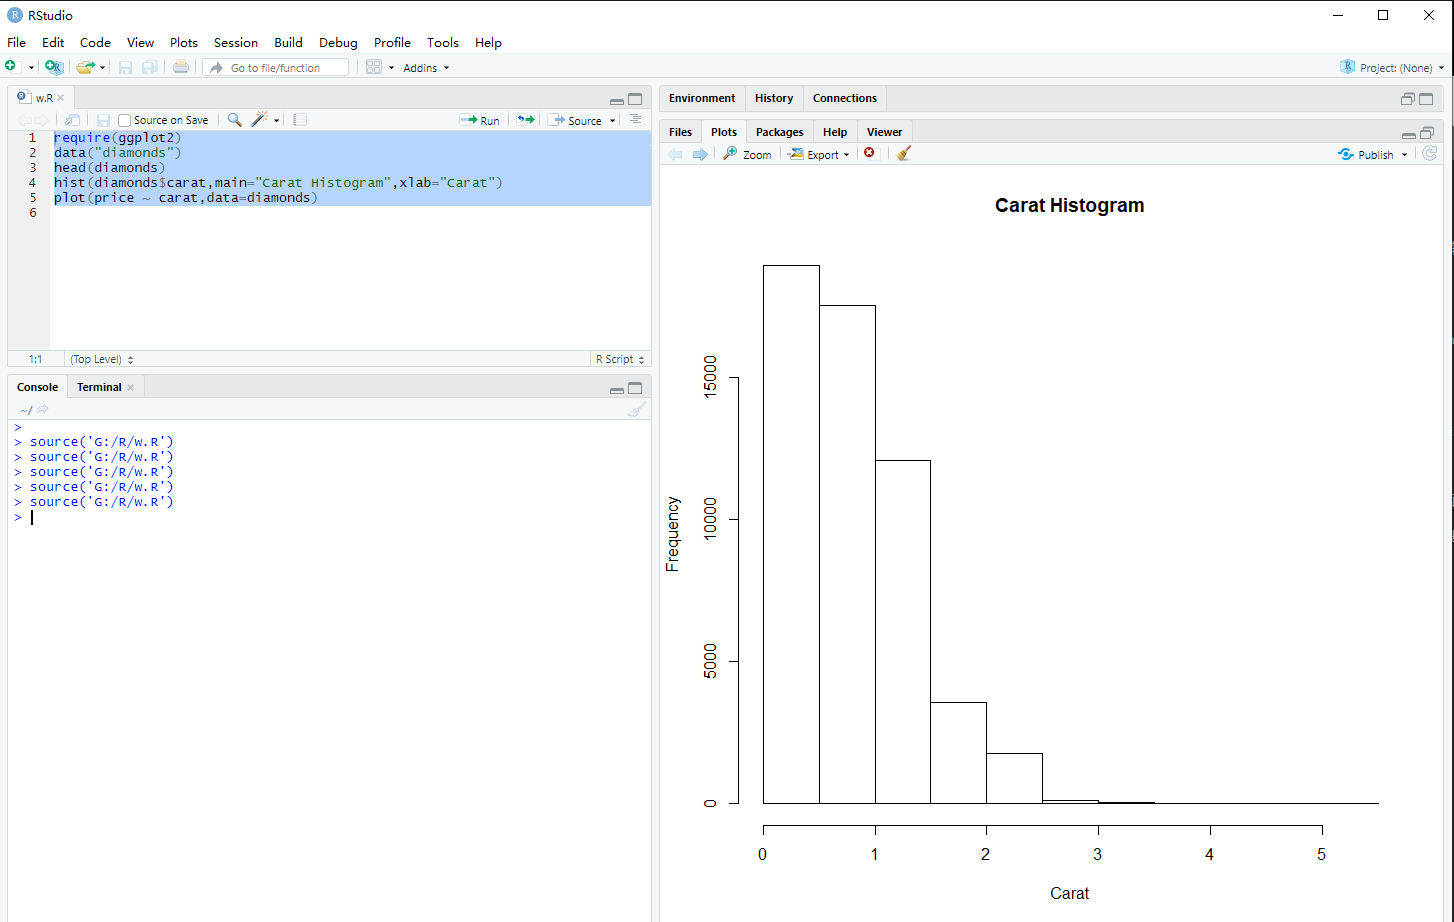 RStudio
File Edit Code View Plots Session Build Debug Profile Tools Help
Go to file/function Addins Project: (None)
w.R
Source on Save Run Source
1 require(ggplot2)
2 data("diamonds")
3 head(diamonds)
4 hist(diamonds$carat,main="Carat Histogram",xlab="Carat")
5 plot(price ~ carat,data=diamonds)
6
1:1 (Top Level) R Script
Console Terminal
~/
>
> source('G:/R/w.R')
> source('G:/R/w.R')
> source('G:/R/w.R')
> source('G:/R/w.R')
> source('G:/R/w.R')
>
Environment History Connections
Files Plots Packages Help Viewer
Zoom Export Publish
Carat Histogram
Frequency
15000
10000
5000
0
0 1 2 3 4 5
Carat